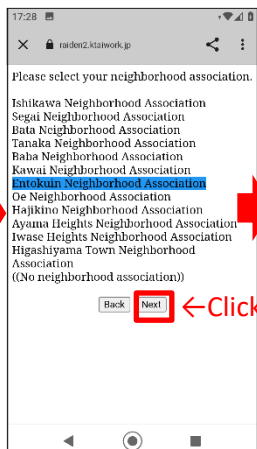 17:28
raiden2.ktaiwork.jp
Please select your neighborhood association.
Ishikawa Neighborhood Association
Segai Neighborhood Association
Bata Neighborhood Association
Tanaka Neighborhood Association
Baba Neighborhood Association
Kawai Neighborhood Association
Entokuin Neighborhood Association
Oe Neighborhood Association
Hajikino Neighborhood Association
Ayama Heights Neighborhood Association
Iwase Heights Neighborhood Association
Higashiyama Town Neighborhood
Association
((No neighborhood association))
Back Next ←Click